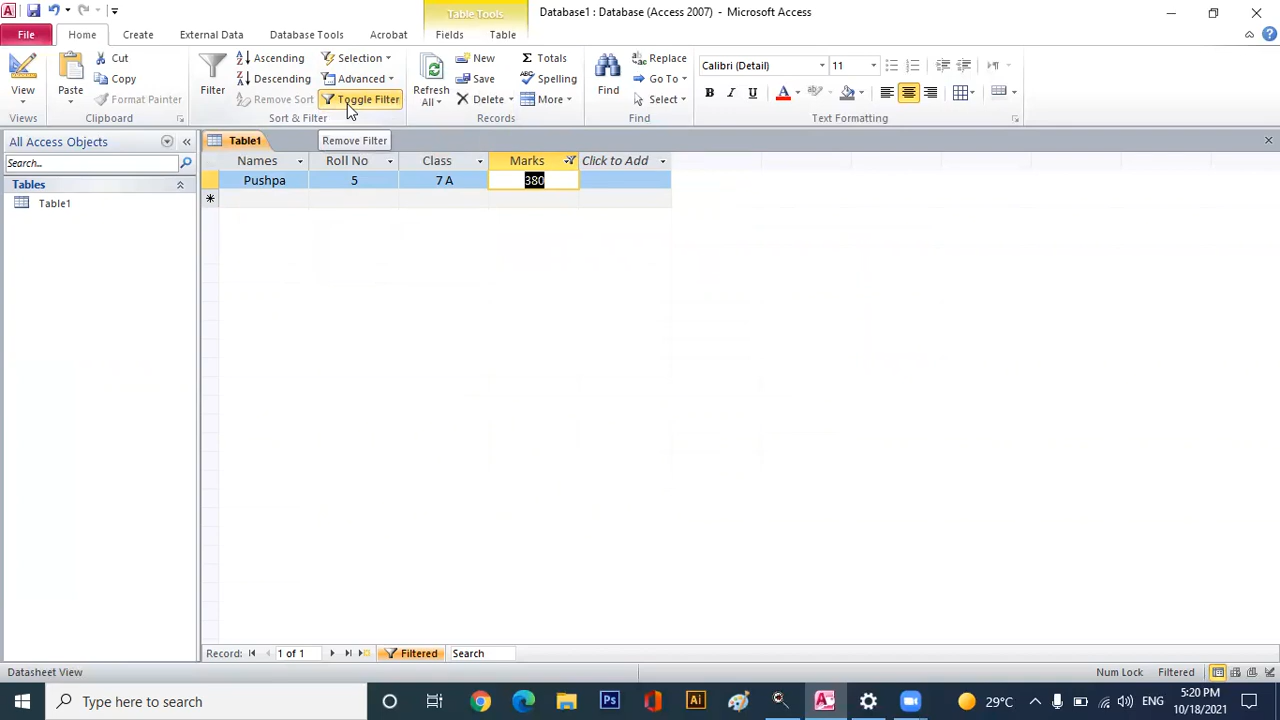 Table Tools
Database1 : Database (Access 2007) - Microsoft Access
File Home Create External Data Database Tools Acrobat Fields Table
View
Views
Paste
Cut
Copy
Format Painter
Clipboard
Filter
Ascending
Descending
Remove Sort
Selection
Advanced
Toggle Filter
Sort & Filter
Refresh
All
New
Save
Delete
Totals
Spelling
More
Records
Find
Replace
Go To
Select
Find
Calibri (Detail) 11
B I U
A
Text Formatting
Remove Filter
All Access Objects
Search..
Tables
Table1
Table1
Names Roll No Class Marks Click to Add
Pushpa 5 7 A 380
Record: 1 of 1 Filtered Search
Datasheet View
Num Lock Filtered
Type here to search
Ps
Ai
29°C
ENG
5:20 PM
10/18/2021